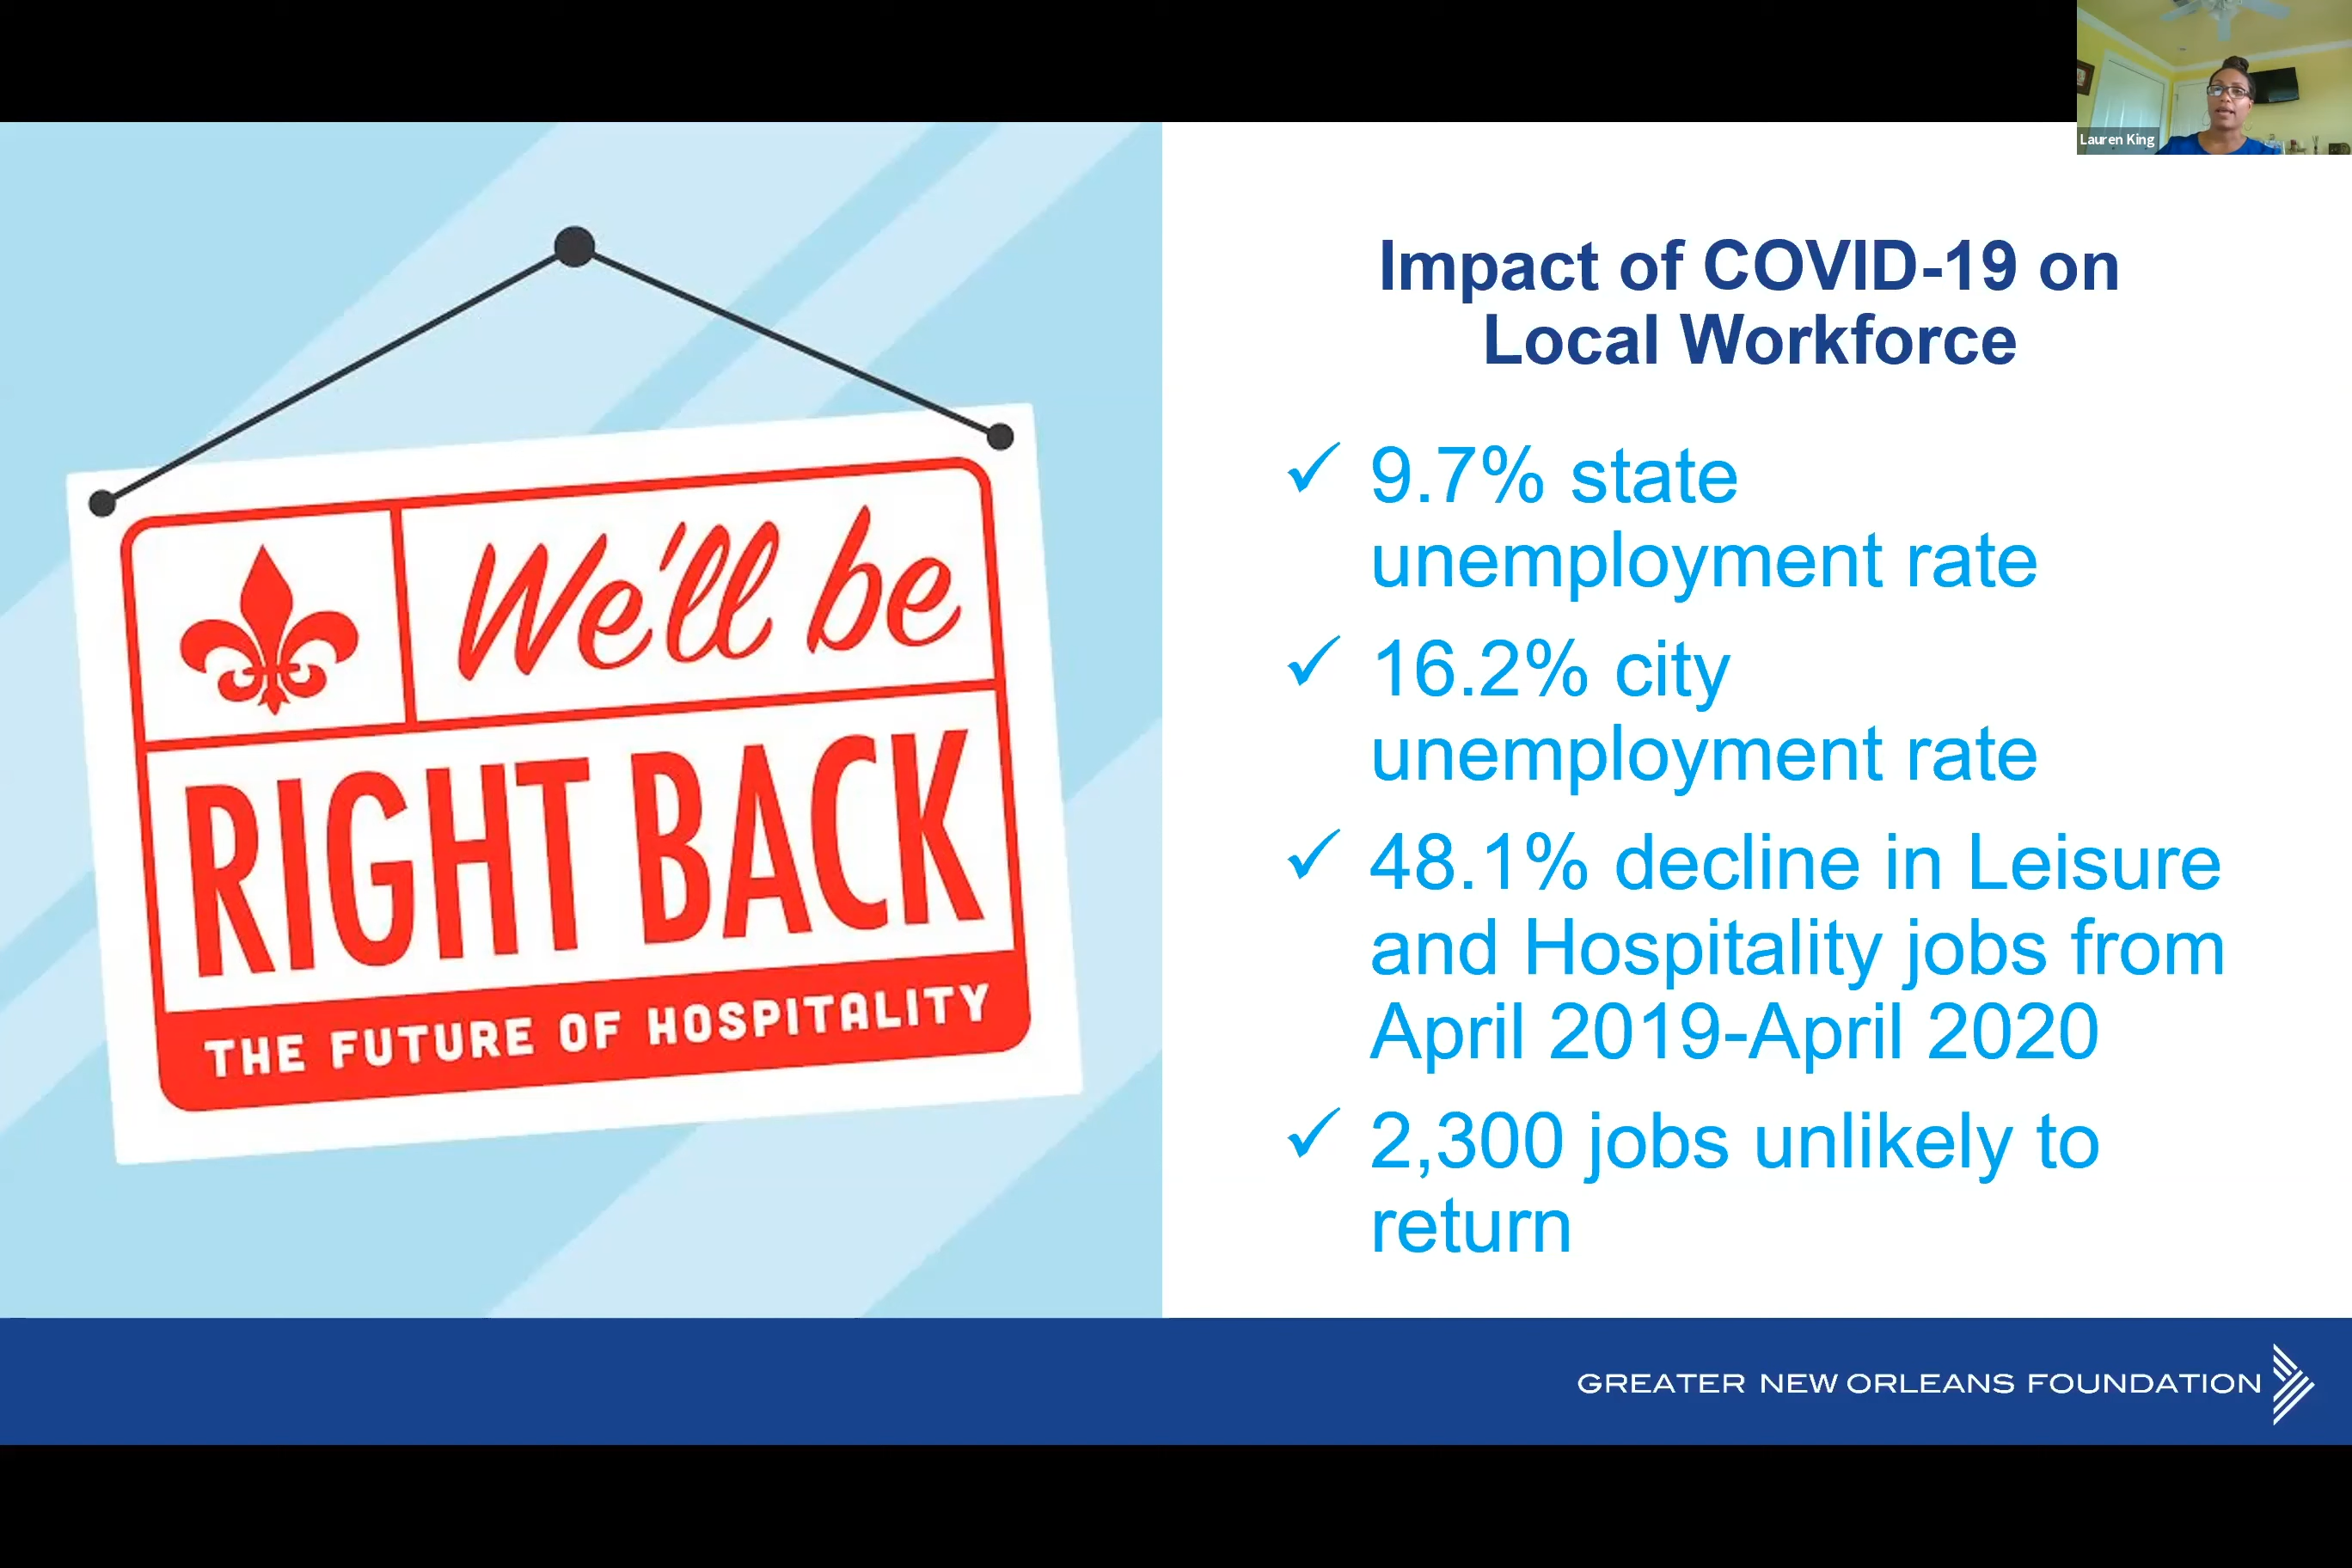 Lauren King
We'll be
RIGHT BACK
THE FUTURE OF HOSPITALITY
Impact of COVID-19 on
Local Workforce
✓ 9.7% state
unemployment rate
✓ 16.2% city
unemployment rate
✓ 48.1% decline in Leisure
and Hospitality jobs from
April 2019-April 2020
✓ 2,300 jobs unlikely to
return
GREATER NEW ORLEANS FOUNDATION